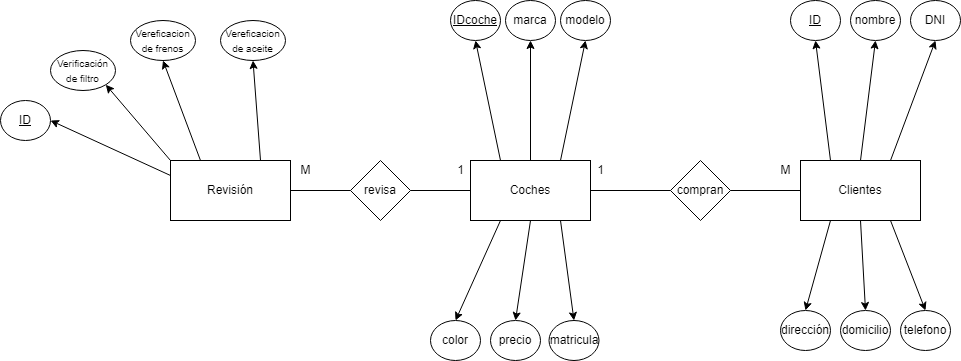 IDcoche
marca
modelo
ID
nombre
DNI
Vereficacion
de frenos
Vereficacion
de aceite
Verificación
de filtro
ID
M
1
1
M
Revisión
revisa
Coches
compran
Clientes
color
precio
matricula
dirección
domicilio
telefono